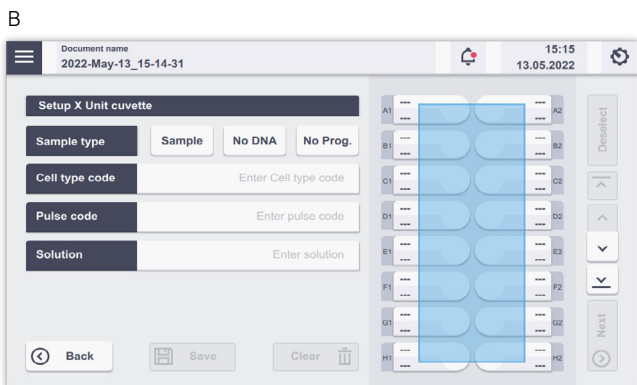 B
Document name
2022-May-13_15-14-31
15:15
13.05.2022
Setup X Unit cuvette
Sample type
Sample
No DNA
No Prog.
Cell type code
Enter Cell type code
Pulse code
Enter pulse code
Solution
Enter solution
Back
Save
Clear
A1 --- --- --- --- A2
B1 --- --- --- --- B2
C1 --- --- --- --- C2
D1 --- --- --- --- D2
E1 --- --- --- --- E2
F1 --- --- --- --- F2
G1 --- --- --- --- G2
H1 --- --- --- --- H2
Deselect
Next